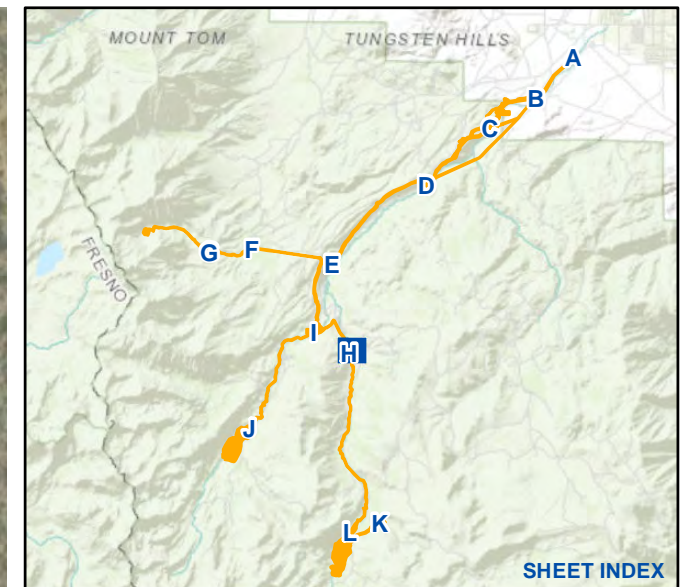 MOUNT TOM
TUNGSTEN HILLS
A
B
C
D
FRESNO
G
F
E
I
H
J
K
L
SHEET INDEX